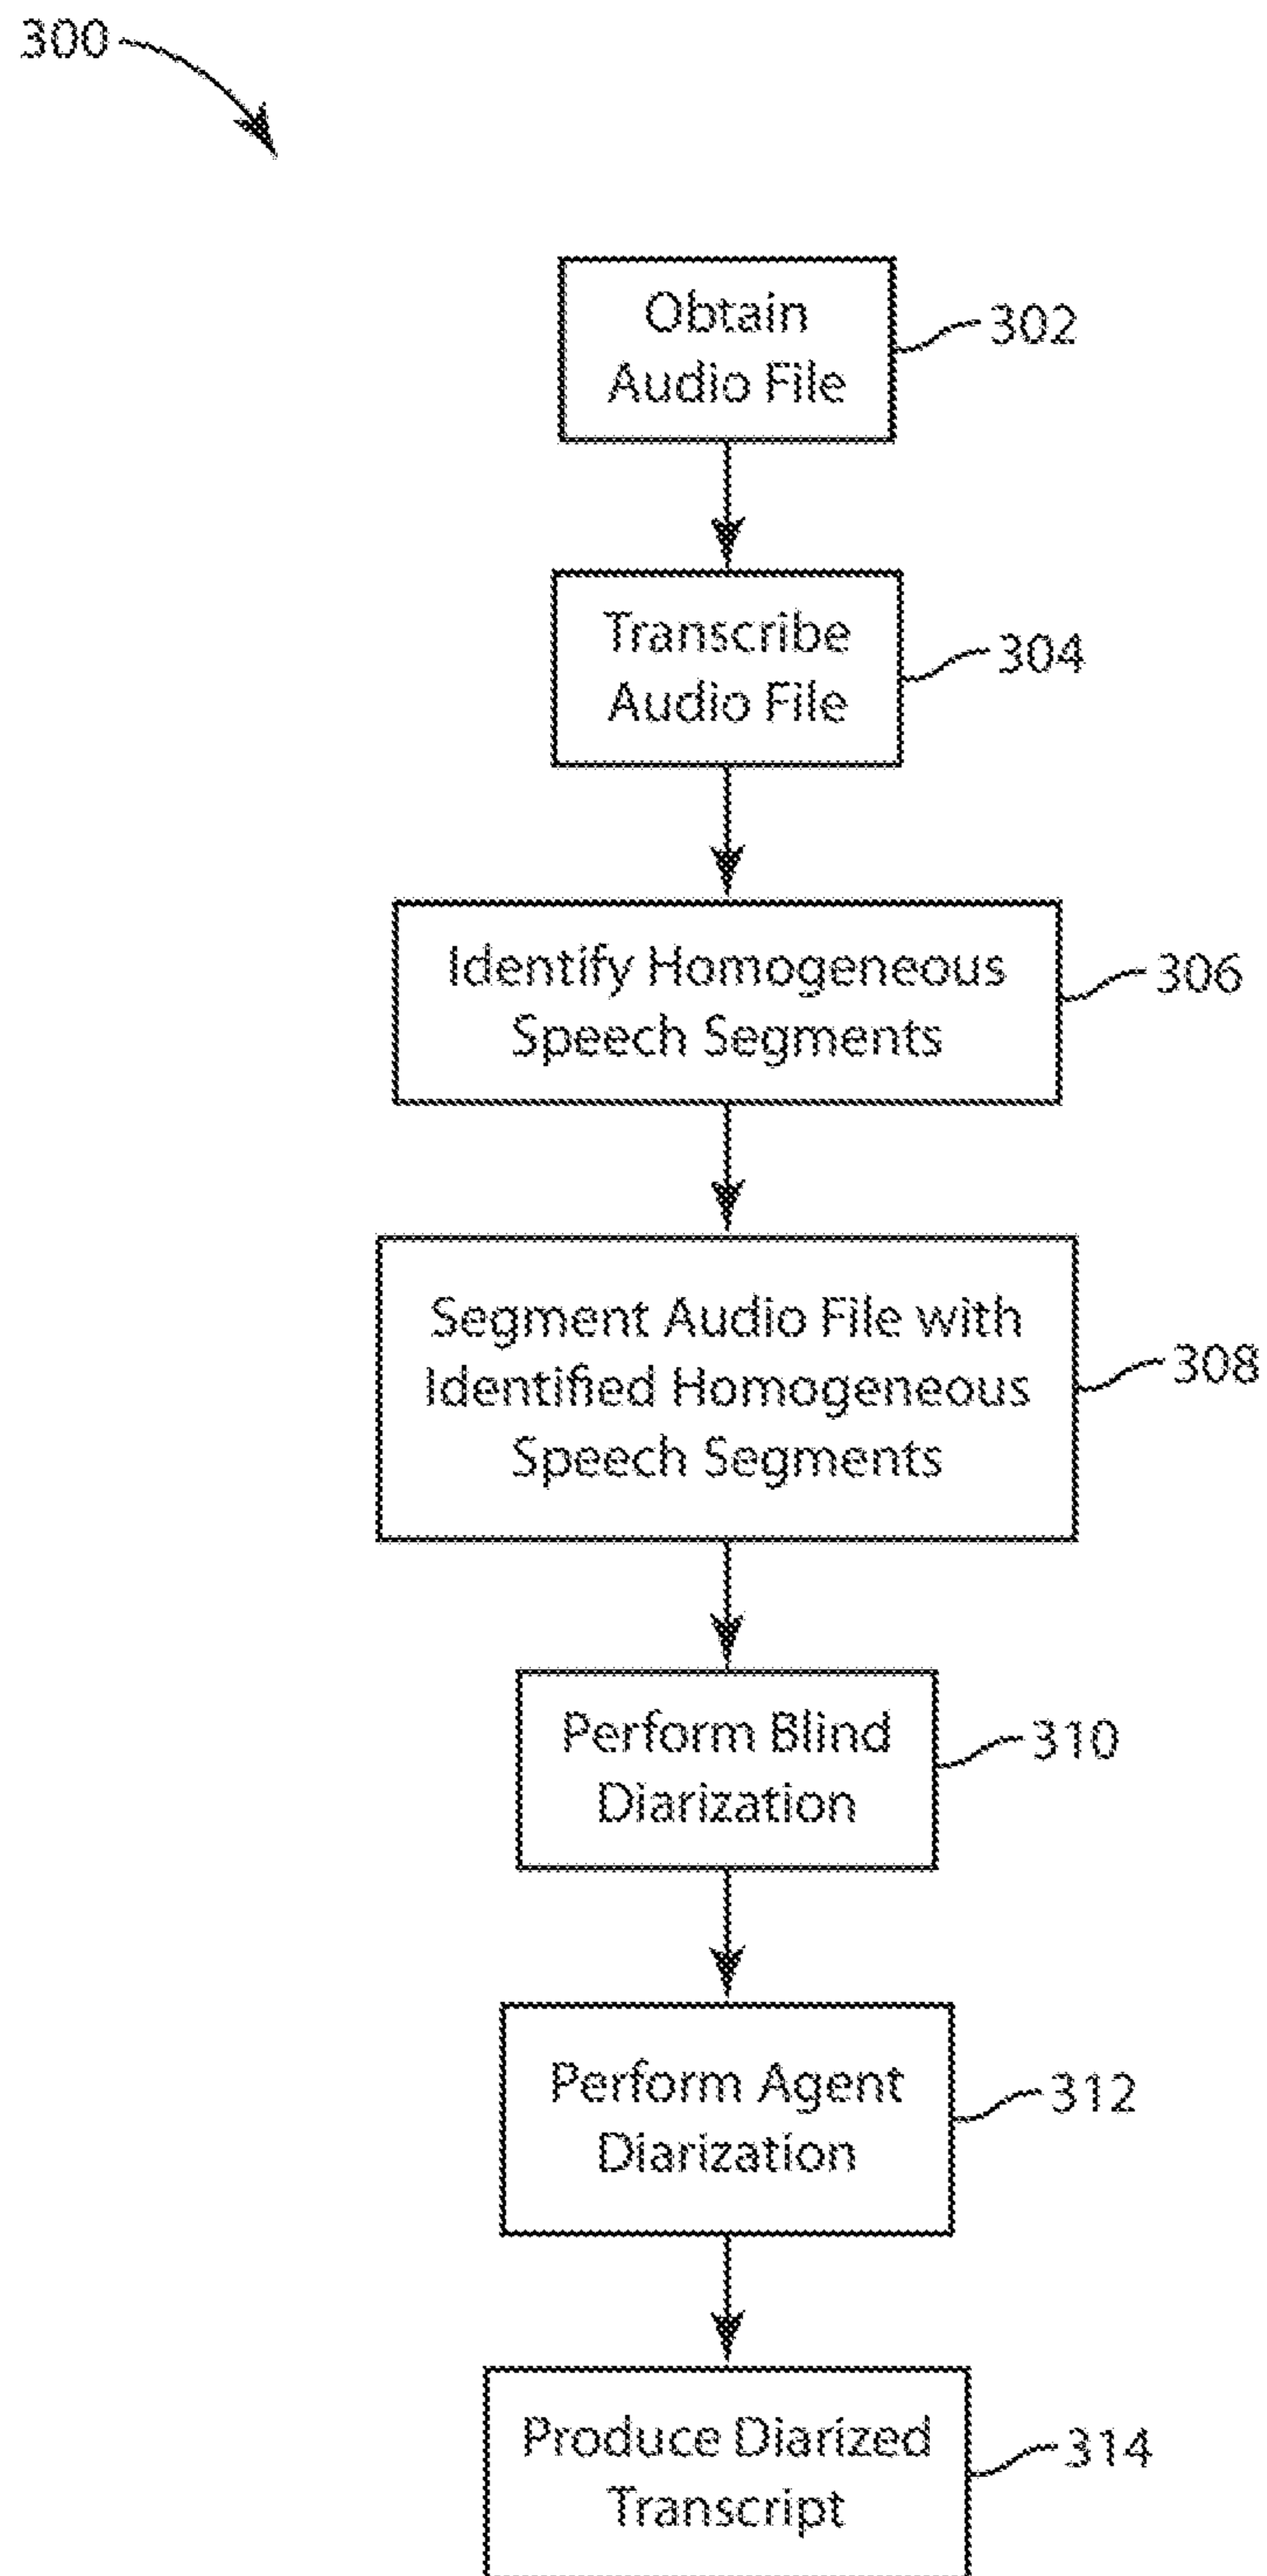 300
Obtain
Audio File
302
Transcribe
Audio File
304
Identify Homogeneous
Speech Segments
306
Segment Audio File with
Identified Homogeneous
Speech Segments
308
Perform Blind
Diarization
310
Perform Agent
Diarization
312
Produce Diarized
Transcript
314